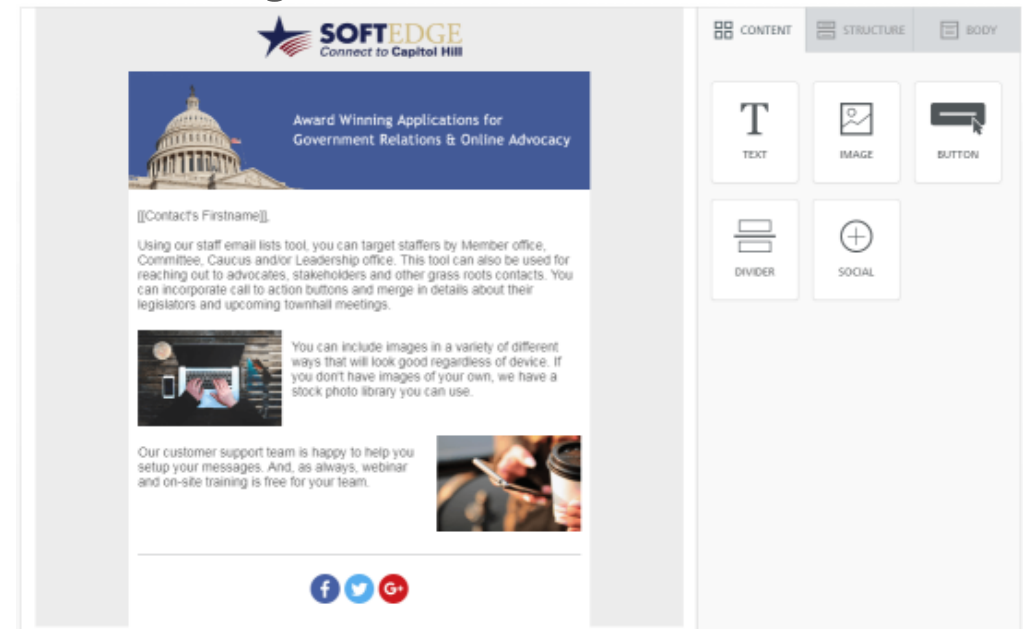 SOFTEDGE
Connect to Capitol Hill
CONTENT
STRUCTURE
BODY
Award Winning Applications for
Government Relations & Online Advocacy
TEXT
IMAGE
BUTTON
DIVIDER
SOCIAL
[[Contact's Firstname]],
Using our staff email lists tool, you can target staffers by Member office,
Committee, Caucus and/or Leadership office. This tool can also be used for
reaching out to advocates, stakeholders and other grass roots contacts. You
can incorporate call to action buttons and merge in details about their
legislators and upcoming townhall meetings.
You can include images in a variety of different
ways that will look good regardless of device. If
you don't have images of your own, we have a
stock photo library you can use.
Our customer support team is happy to help you
setup your messages. And, as always, webinar
and on-site training is free for your team.
f
G+